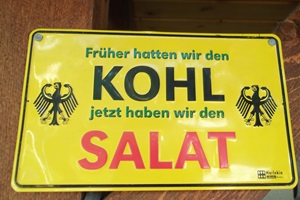 Früher hatten wir den
KOHL
jetzt haben wir den
SALAT